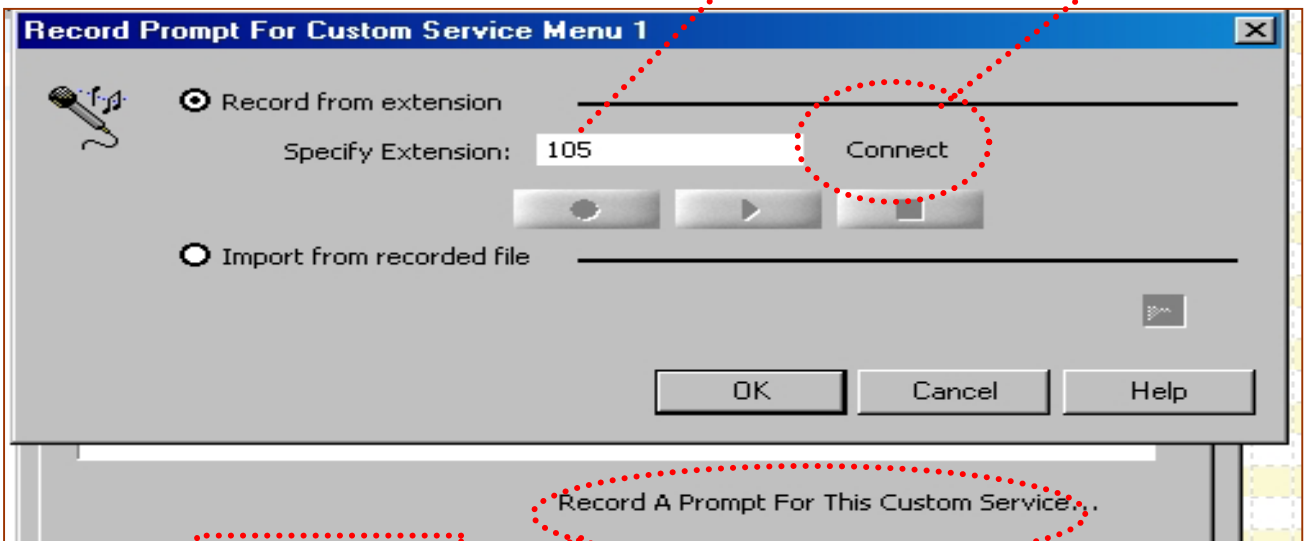 Record Prompt For Custom Service Menu 1
Record from extension
Specify Extension: 105 Connect
Import from recorded file
OK Cancel Help
Record A Prompt For This Custom Service...